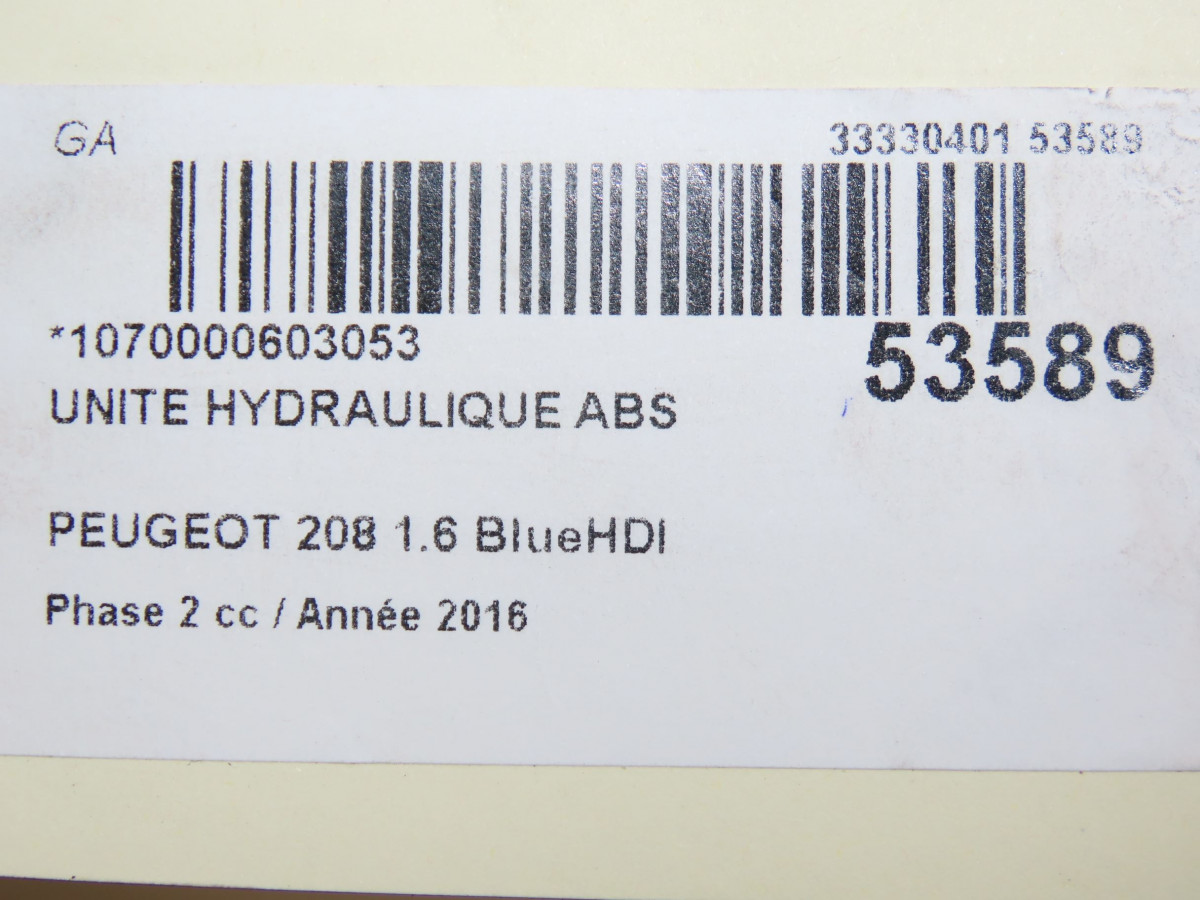 GA 33330401 53589
*1070000603053 53589
UNITE HYDRAULIQUE ABS
PEUGEOT 208 1.6 BlueHDI
Phase 2 cc / Année 2016